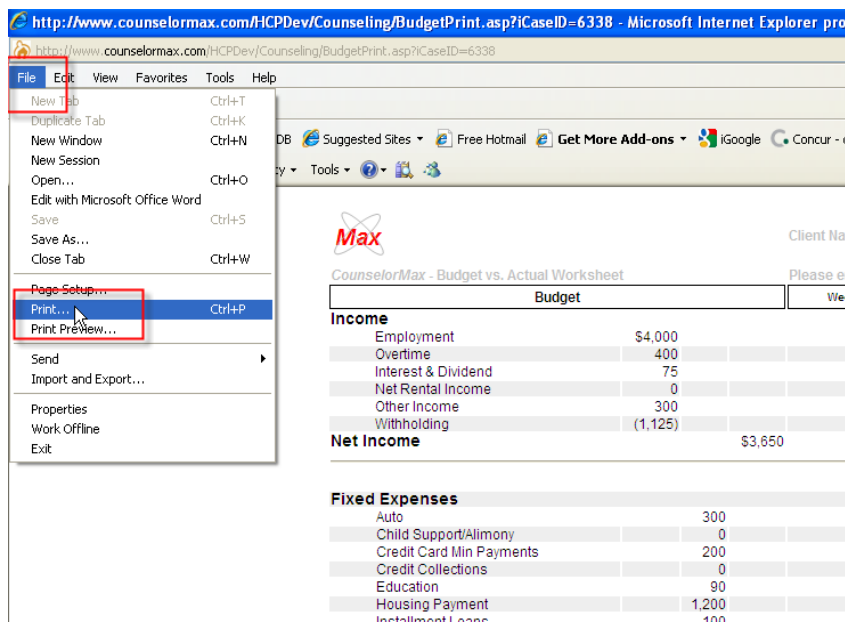 http://www.counselormax.com/HCPDev/Counseling/BudgetPrint.asp?iCaseID=6338 - Microsoft Internet Explorer pro
http://www.counselormax.com/HCPDev/Counseling/BudgetPrint.asp?iCaseID=6338
File Edit View Favorites Tools Help
New Tab Ctrl+T
Duplicate Tab Ctrl+K
New Window Ctrl+N
New Session
Open... Ctrl+O
Edit with Microsoft Office Word
Save Ctrl+S
Save As...
Close Tab Ctrl+W
Page Setup...
Print... Ctrl+P
Print Preview...
Send
Import and Export...
Properties
Work Offline
Exit
DB Suggested Sites Free Hotmail Get More Add-ons iGoogle Concur -
Tools
Max
Client Na
CounselorMax - Budget vs. Actual Worksheet Please e
Budget We
Income
Employment $4,000
Overtime 400
Interest & Dividend 75
Net Rental Income 0
Other Income 300
Withholding (1,125)
Net Income $3,650
Fixed Expenses
Auto 300
Child Support/Alimony 0
Credit Card Min Payments 200
Credit Collections 0
Education 90
Housing Payment 1,200
Installment Loans 100